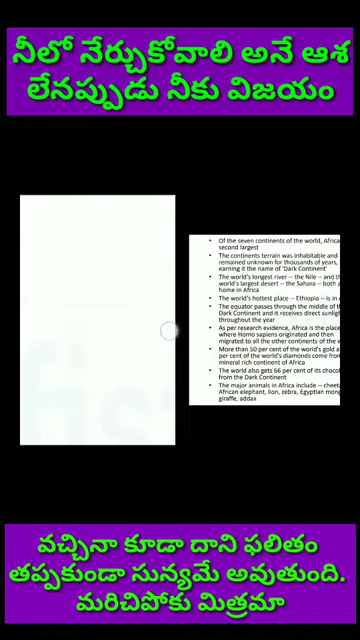 నీలో నేర్చుకోవాలి అనే ఆశ
లేనప్పుడు నీకు విజయం
• Of the seven continents of the world, Africa
second largest
• The continents terrain was inhabitable and
remained unknown for thousands of years,
earning it the name of 'Dark Continent'
• The world's longest river -- the Nile -- and th
world's largest desert -- the Sahara -- both a
home in Africa
• The world's hottest place -- Ethiopia -- is in
• The equator passes through the middle of th
Dark Continent and it receives direct sunligh
throughout the year
• As per research evidence, Africa is the place
where Homo sapiens originated and then
migrated to all the other continents of the w
• More than 50 per cent of the world's gold a
per cent of the world's diamonds come from
mineral rich continent of Africa
• The world also gets 66 per cent of its choco
from the Dark Continent
• The major animals in Africa include -- cheeta
African elephant, lion, zebra, Egyptian mong
giraffe, addax
వచ్చినా కూడా దాని ఫలితం
తప్పకుండా సున్యమే అవుతుంది.
మరిచిపోకు మిత్రమా